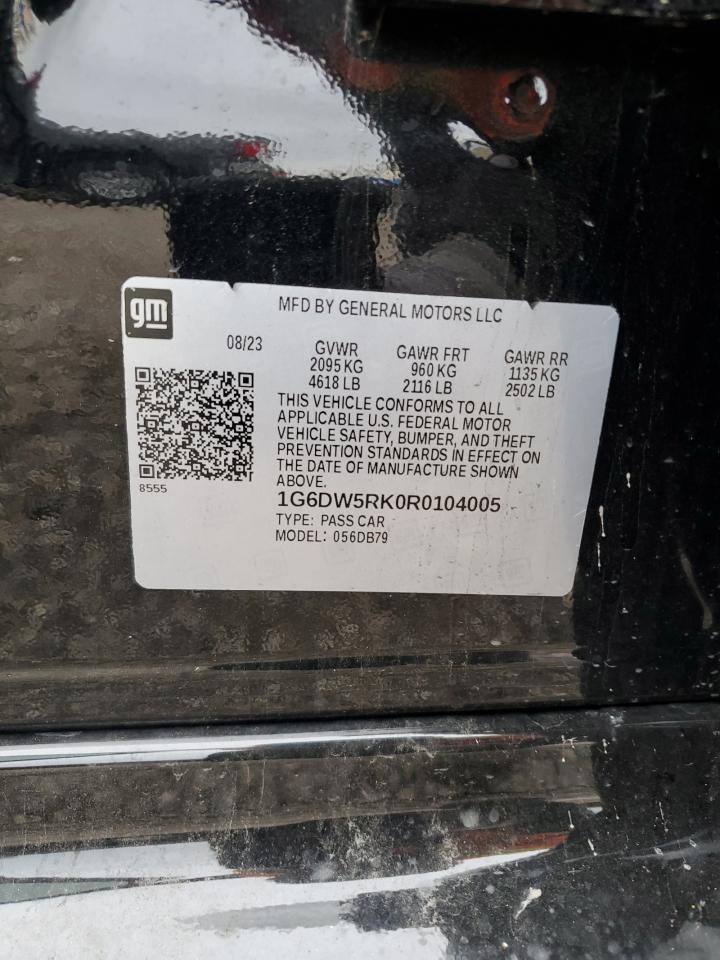 gm
MFD BY GENERAL MOTORS LLC
08/23
GVWR GAWR FRT GAWR RR
2095 KG 960 KG 1135 KG
4618 LB 2116 LB 2502 LB
THIS VEHICLE CONFORMS TO ALL
APPLICABLE U.S. FEDERAL MOTOR
VEHICLE SAFETY, BUMPER, AND THEFT
PREVENTION STANDARDS IN EFFECT ON
THE DATE OF MANUFACTURE SHOWN
ABOVE.
8555
1G6DW5RK0R0104005
TYPE: PASS CAR
MODEL: 056DB79